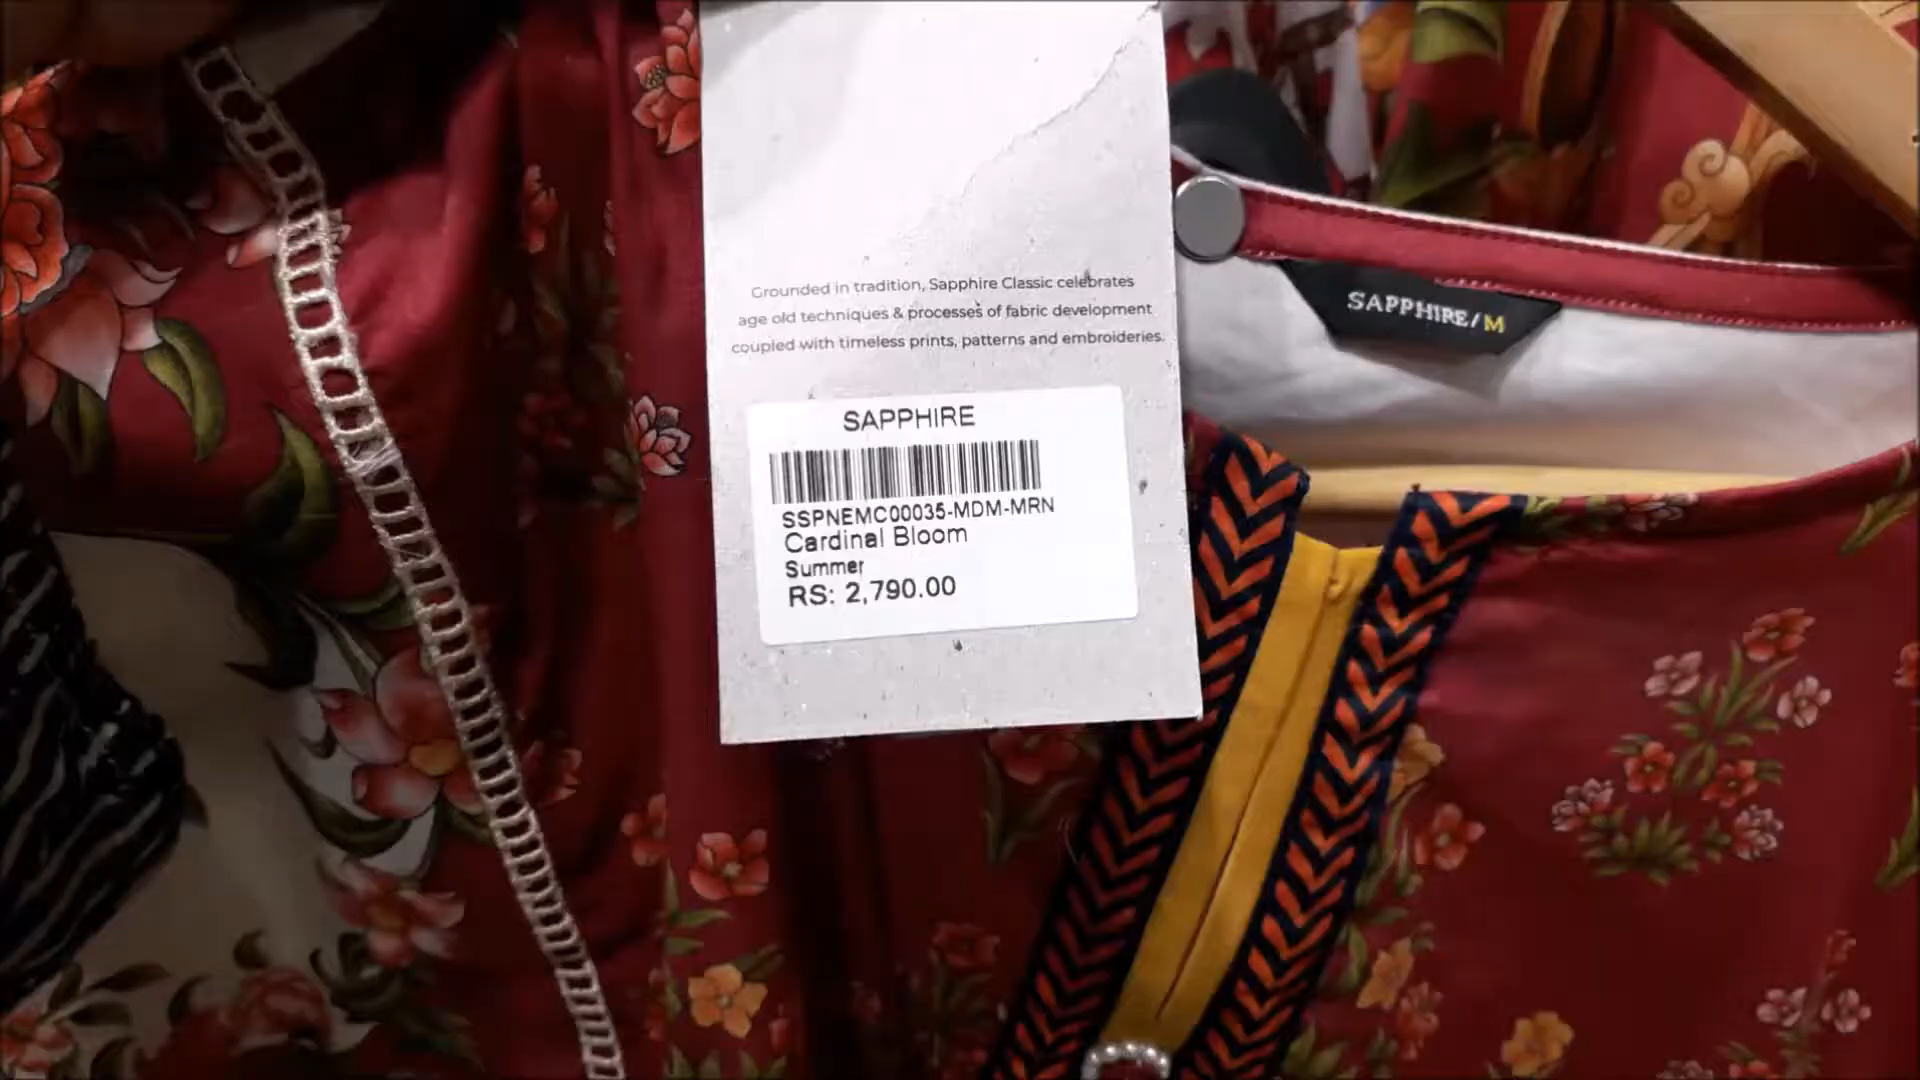 Grounded in tradition, Sapphire Classic celebrates
age old techniques & processes of fabric development
coupled with timeless prints, patterns and embroideries.
SAPPHIRE
SSPNEMC00035-MDM-MRN
Cardinal Bloom
Summer
RS: 2,790.00
SAPPHIRE/M